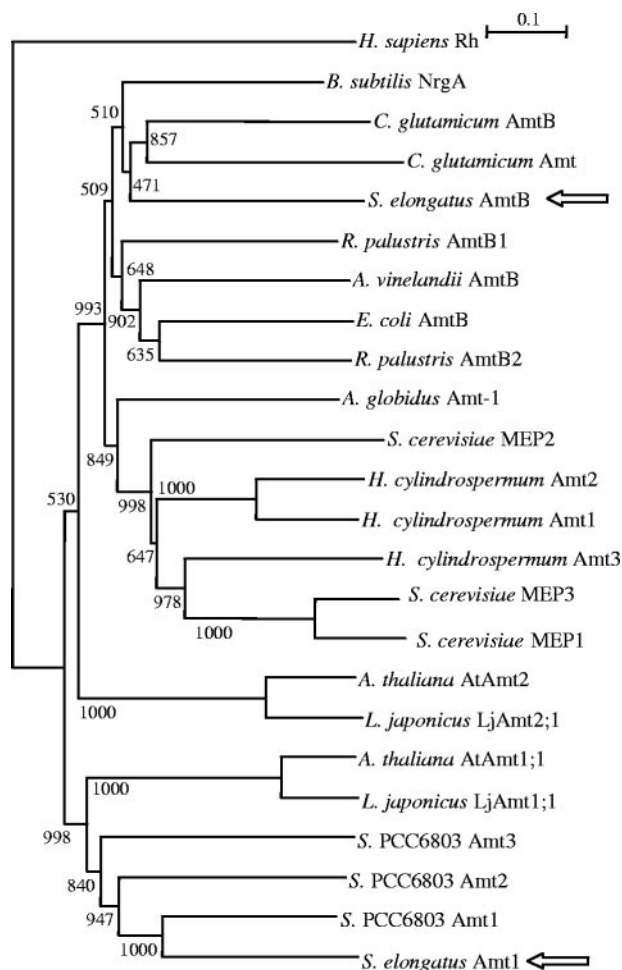 0.1
H. sapiens Rh
B. subtilis NrgA
510
C. glutamicum AmtB
857
C. glutamicum Amt
471
509
S. elongatus AmtB
R. palustris AmtB1
648
A. vinelandii AmtB
993
902
E. coli AmtB
635
R. palustris AmtB2
A. globidus Amt-1
S. cerevisiae MEP2
849
1000
H. cylindrospermum Amt2
530
998
H. cylindrospermum Amt1
647
H. cylindrospermum Amt3
978
S. cerevisiae MEP3
1000
S. cerevisiae MEP1
A. thaliana AtAmt2
1000
L. japonicus LjAmt2;1
A. thaliana AtAmt1;1
1000
L. japonicus LjAmt1;1
998
S. PCC6803 Amt3
840
S. PCC6803 Amt2
947
S. PCC6803 Amt1
1000
S. elongatus Amt1